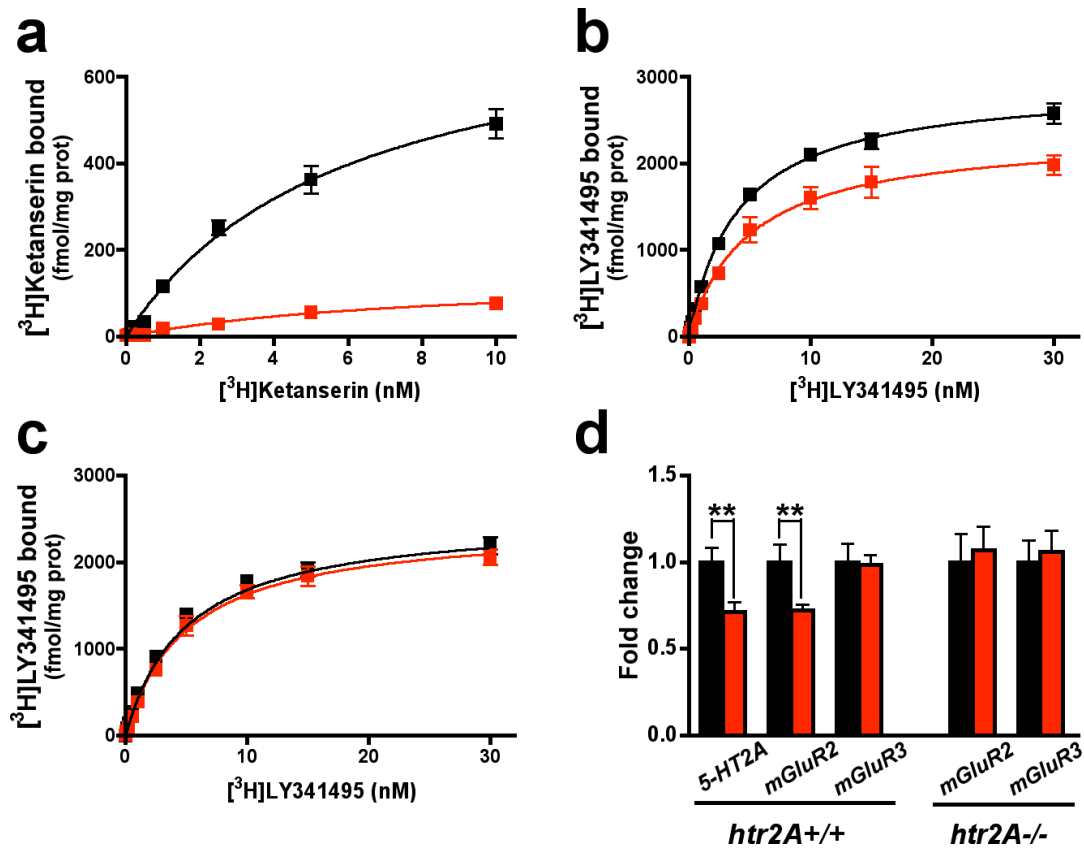 a
[³H]Ketanserin bound
(fmol/mg prot)
600
400
200
0
0 2 4 6 8 10
[³H]Ketanserin (nM)
b
[³H]LY341495 bound
(fmol/mg prot)
3000
2000
1000
0
0 10 20 30
[³H]LY341495 (nM)
c
[³H]LY341495 bound
(fmol/mg prot)
3000
2000
1000
0
0 10 20 30
[³H]LY341495 (nM)
d
Fold change
1.5
1.0
0.5
0.0
** **
5-HT2A mGluR2 mGluR3 mGluR2 mGluR3
htr2A+/+ htr2A-/-